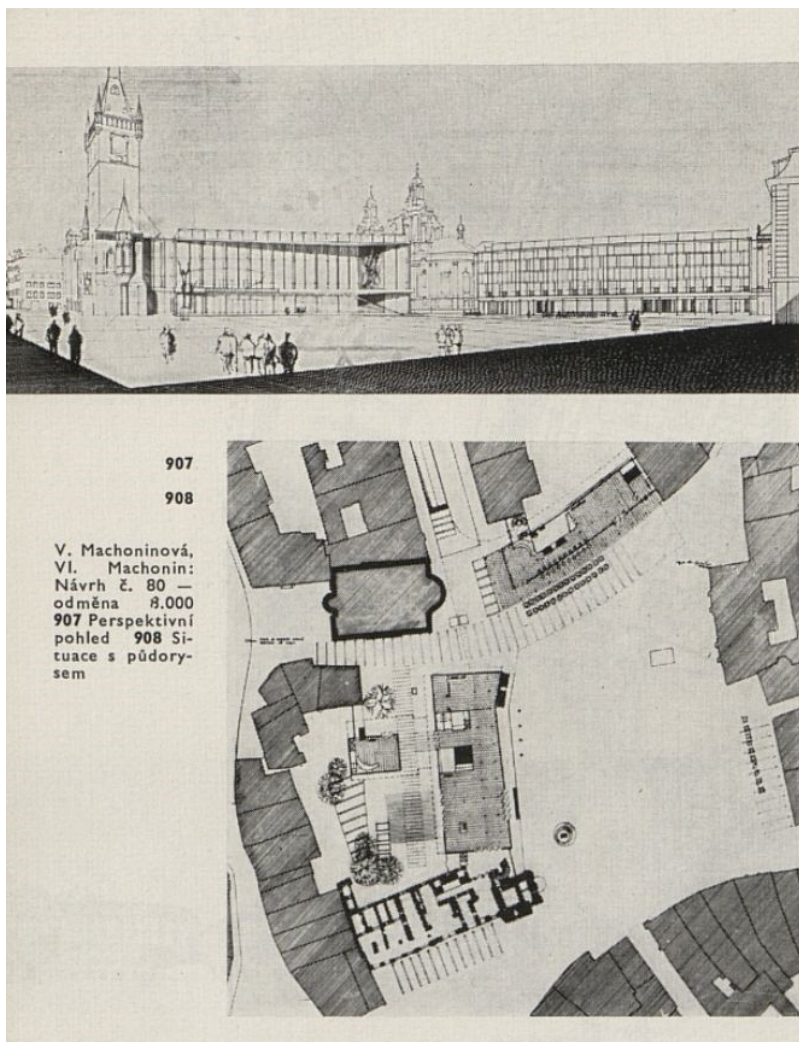 907
908
V. Machoninová,
Vl. Machonin:
Návrh č. 80 —
odměna 8.000
907 Perspektivní
pohled 908 Si-
tuace s půdory-
sem